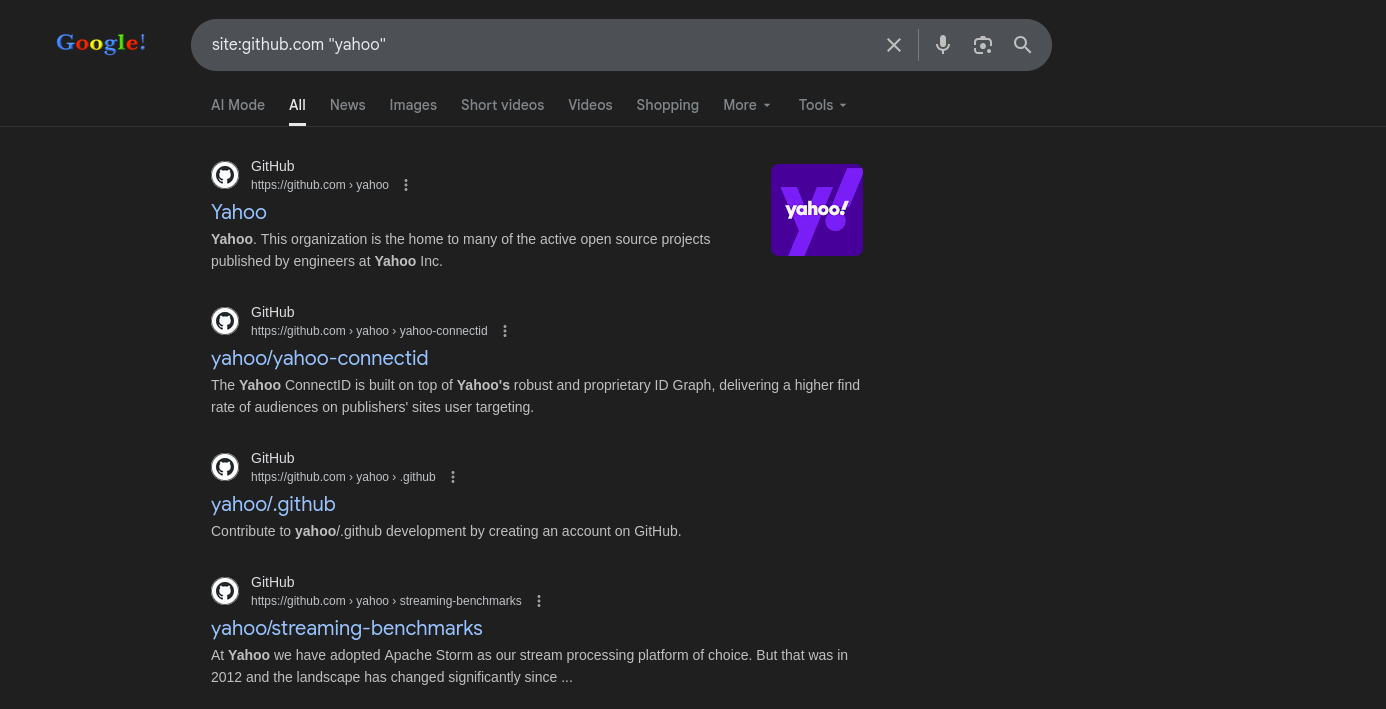 Google!
site:github.com "yahoo"
AI Mode All News Images Short videos Videos Shopping More Tools
GitHub
https://github.com › yahoo
Yahoo
Yahoo. This organization is the home to many of the active open source projects
published by engineers at Yahoo Inc.
yahoo!
GitHub
https://github.com › yahoo › yahoo-connectid
yahoo/yahoo-connectid
The Yahoo ConnectID is built on top of Yahoo's robust and proprietary ID Graph, delivering a higher find
rate of audiences on publishers' sites user targeting.
GitHub
https://github.com › yahoo › .github
yahoo/.github
Contribute to yahoo/.github development by creating an account on GitHub.
GitHub
https://github.com › yahoo › streaming-benchmarks
yahoo/streaming-benchmarks
At Yahoo we have adopted Apache Storm as our stream processing platform of choice. But that was in
2012 and the landscape has changed significantly since ...